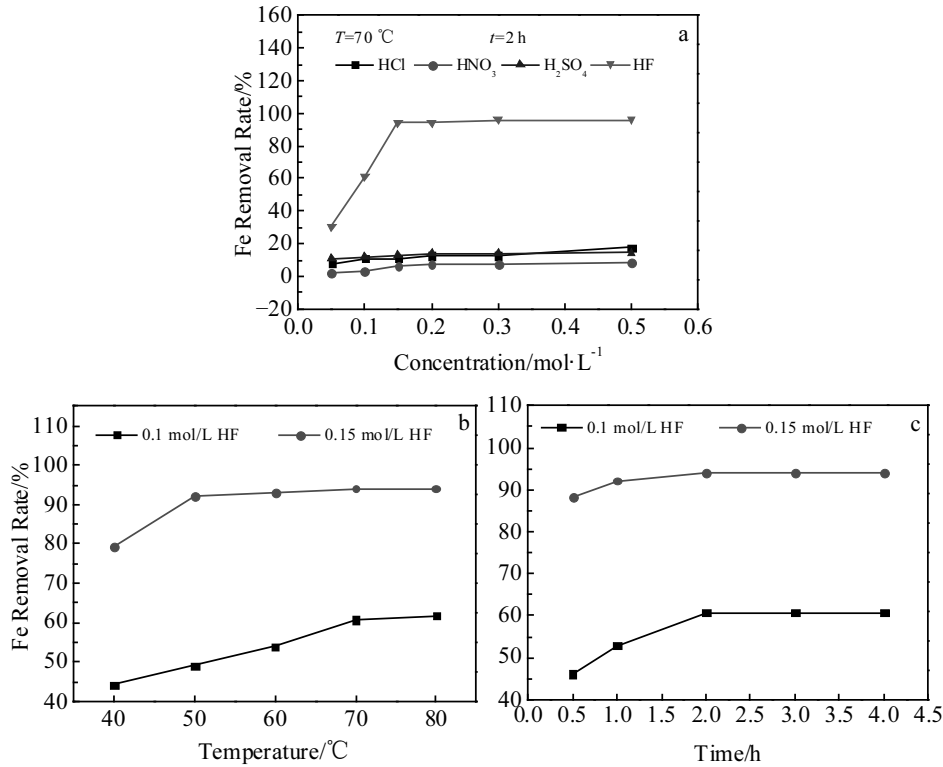 160
140
120
100
80
60
40
20
0
−20
Fe Removal Rate/%
T=70 ℃ t=2 h a
HCl HNO₃ H₂SO₄ HF
0.0 0.1 0.2 0.3 0.4 0.5 0.6
Concentration/mol·L⁻¹
110
100
90
80
70
60
50
40
Fe Removal Rate/%
0.1 mol/L HF 0.15 mol/L HF b
40 50 60 70 80
Temperature/℃
110
100
90
80
70
60
50
40
0.1 mol/L HF 0.15 mol/L HF c
0.0 0.5 1.0 1.5 2.0 2.5 3.0 3.5 4.0 4.5
Time/h